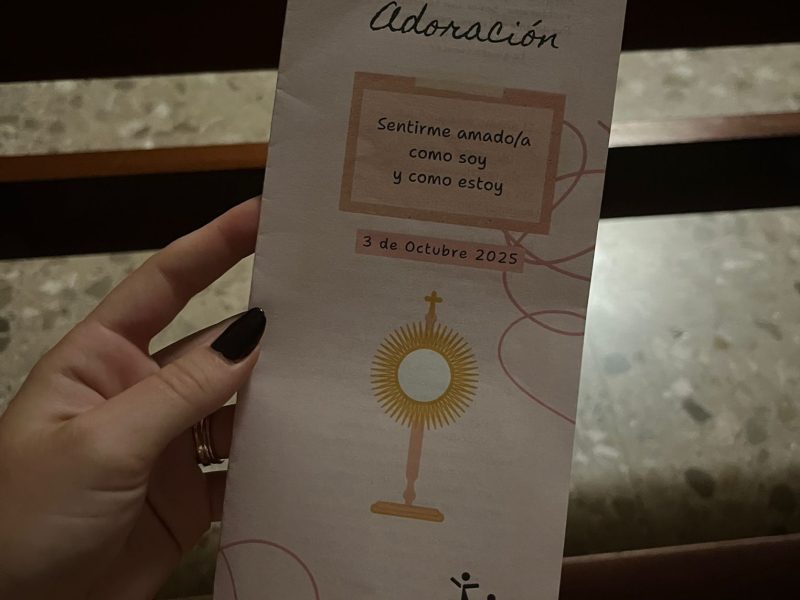 Adoración
Sentirme amado/a
como soy
y como estoy
3 de Octubre 2025